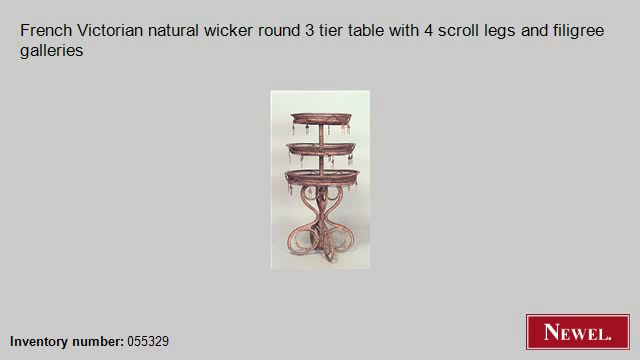 French Victorian natural wicker round 3 tier table with 4 scroll legs and filigree
galleries
Inventory number: 055329
NEWEL.